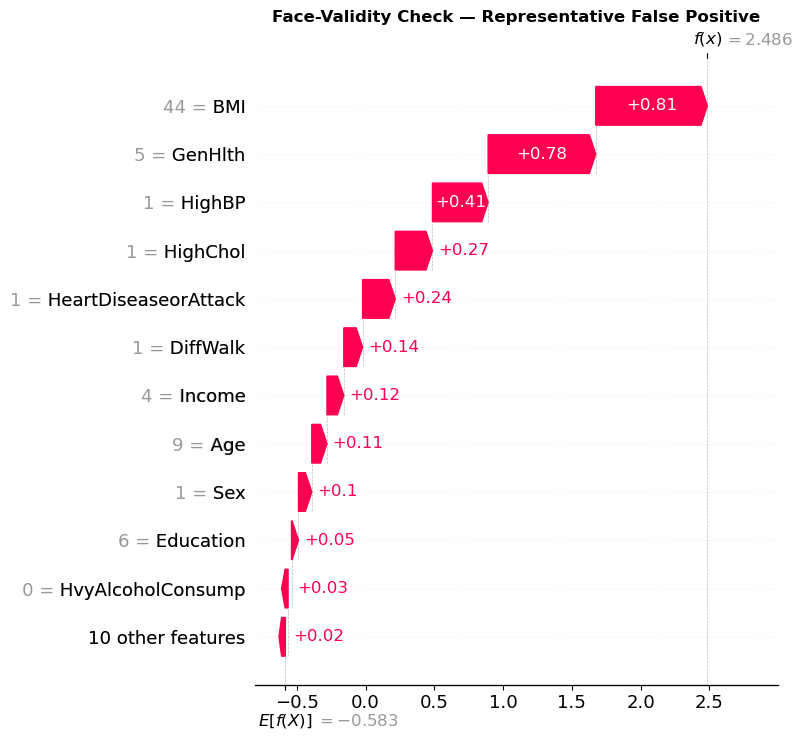 Face-Validity Check — Representative False Positive
f(x) = 2.486
44 = BMI +0.81
5 = GenHlth +0.78
1 = HighBP +0.41
1 = HighChol +0.27
1 = HeartDiseaseorAttack +0.24
1 = DiffWalk +0.14
4 = Income +0.12
9 = Age +0.11
1 = Sex +0.1
6 = Education +0.05
0 = HvyAlcoholConsump +0.03
10 other features +0.02
−0.5 0.0 0.5 1.0 1.5 2.0 2.5
E[f(X)] = −0.583